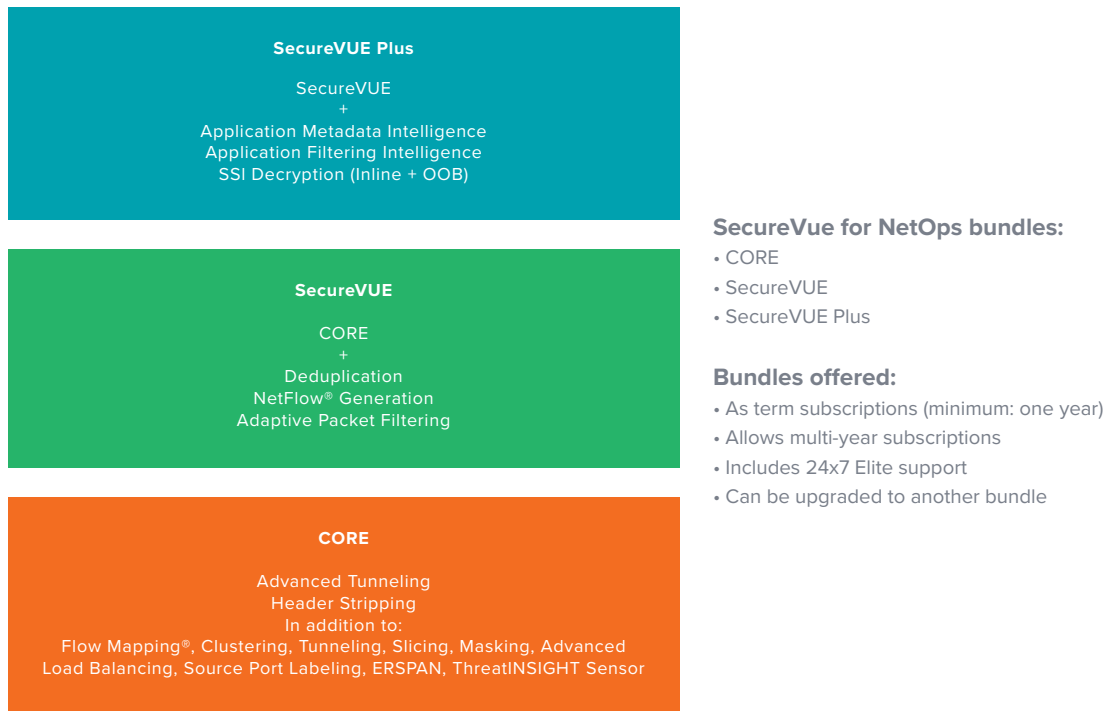 SecureVUE Plus
SecureVUE
+
Application Metadata Intelligence
Application Filtering Intelligence
SSl Decryption (Inline + OOB)
SecureVUE
CORE
+
Deduplication
NetFlow® Generation
Adaptive Packet Filtering
CORE
Advanced Tunneling
Header Stripping
In addition to:
Flow Mapping®, Clustering, Tunneling, Slicing, Masking, Advanced
Load Balancing, Source Port Labeling, ERSPAN, ThreatINSIGHT Sensor
SecureVue for NetOps bundles:
• CORE
• SecureVUE
• SecureVUE Plus
Bundles offered:
• As term subscriptions (minimum: one year)
• Allows multi-year subscriptions
• Includes 24x7 Elite support
• Can be upgraded to another bundle